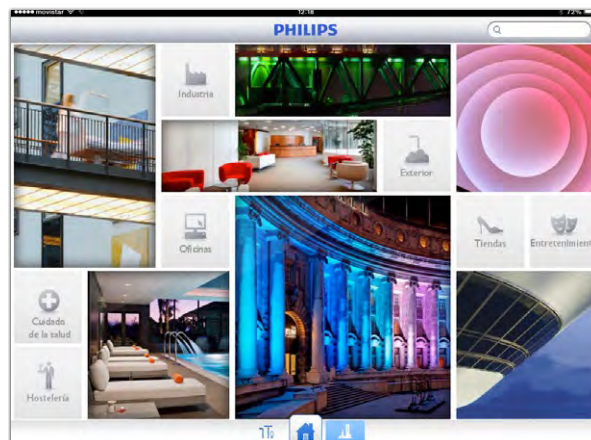 movistar 12:18 72%
PHILIPS
Industria
Exterior
Oficinas
Tiendas
Entretenimient
Cuidado
de la salud
Hostelería